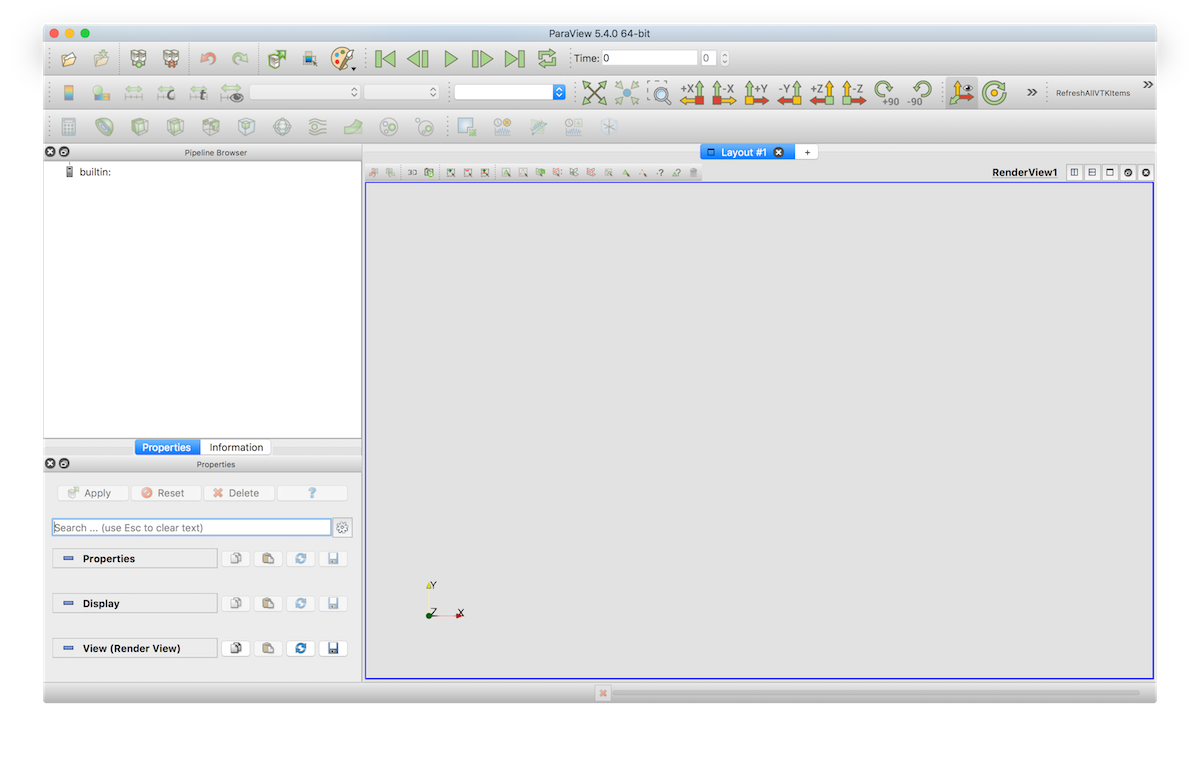 ParaView 5.4.0 64-bit
Time: 0 0
+X -X +Y -Y +Z -Z +90 -90 » RefreshAllVTKItems »
Pipeline Browser
Layout #1 +
builtin:
3D ? RenderView1
Properties Information
Properties
Apply Reset Delete ?
Search ... (use Esc to clear text)
Properties
Display
View (Render View)
Y
Z X